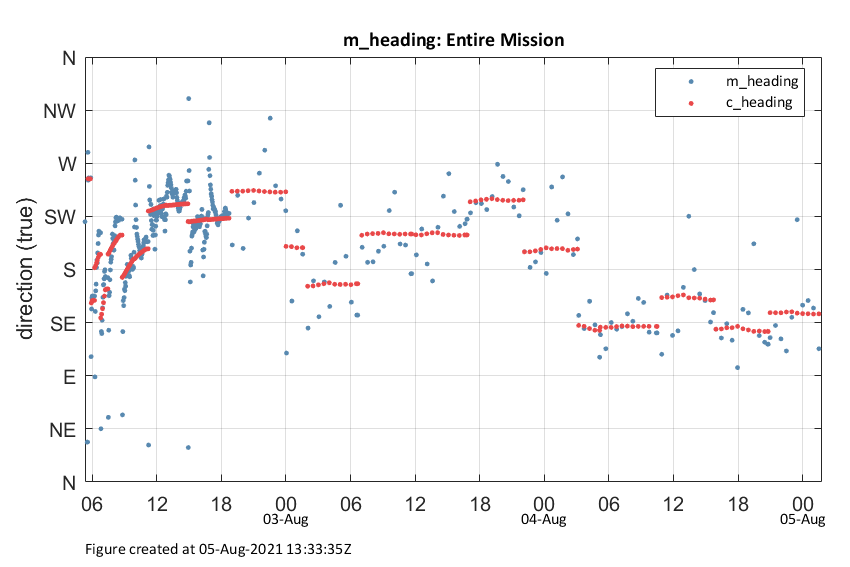 m_heading: Entire Mission
m_heading
c_heading
direction (true)
N
NW
W
SW
S
SE
E
NE
N
06 12 18 00 06 12 18 00 06 12 18 00
03-Aug 04-Aug 05-Aug
Figure created at 05-Aug-2021 13:33:35Z